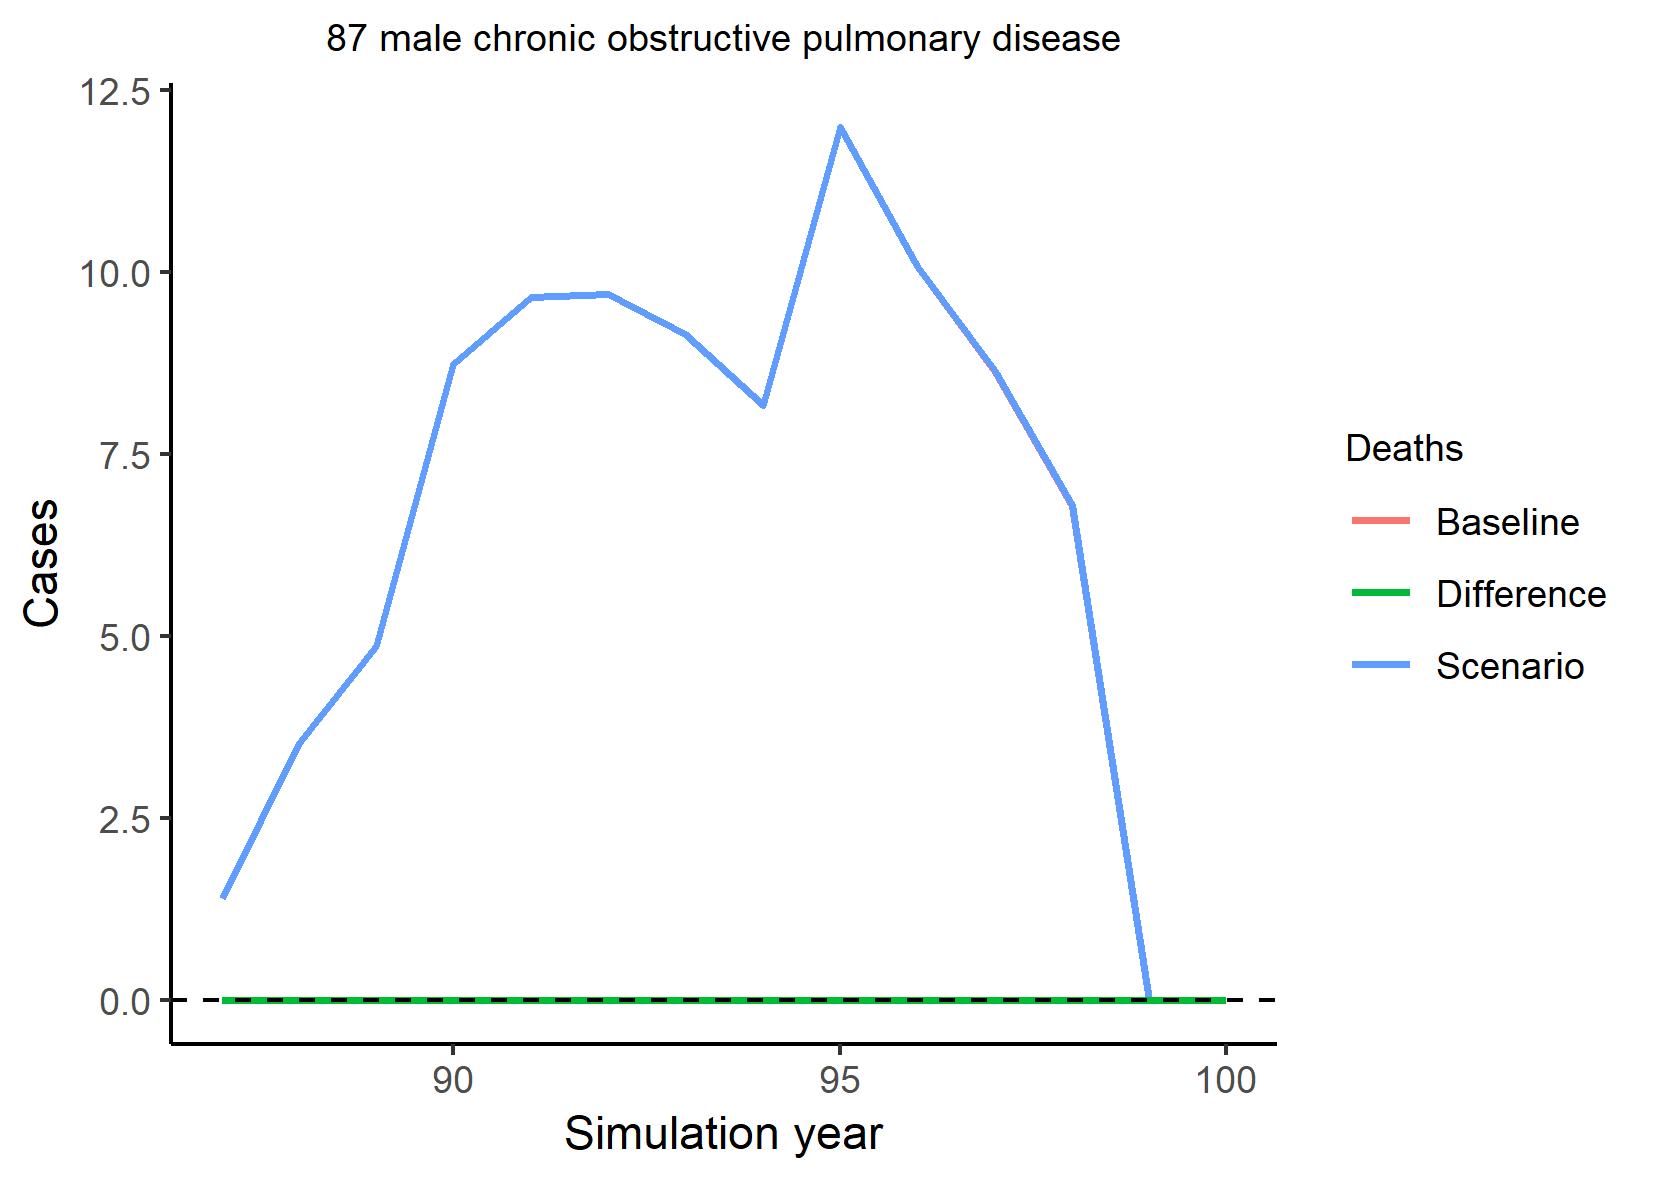 87 male chronic obstructive pulmonary disease
12.5
10.0
7.5
5.0
2.5
0.0
Cases
90
95
100
Simulation year
Deaths
Baseline
Difference
Scenario